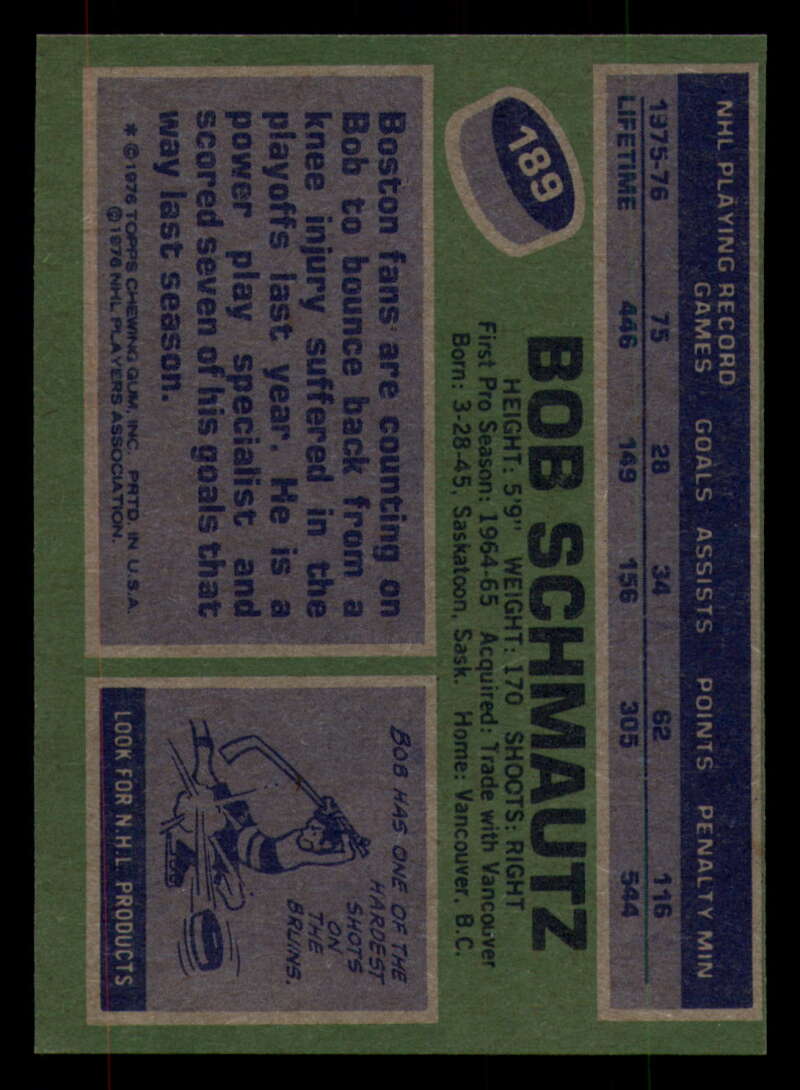 NHL PLAYING RECORD
GAMES GOALS ASSISTS POINTS PENALTY MIN
1975-76 75 28 34 62 116
LIFETIME 446 149 156 305 544
189
BOB SCHMAUTZ
HEIGHT: 5'9" WEIGHT: 170 SHOOTS: RIGHT
First Pro Season: 1964-65 Acquired: Trade with Vancouver
Born: 3-28-45, Saskatoon, Sask. Home: Vancouver, B.C.
Boston fans are counting on
Bob to bounce back from a
knee injury suffered in the
playoffs last year. He is a
power play specialist and
scored seven of his goals that
way last season.
* © 1976 TOPPS CHEWING GUM, INC. PRTD. IN U.S.A.
© 1976 NHL PLAYERS ASSOCIATION.
BOB HAS ONE OF THE
HARDEST
SHOTS
ON
THE
BRUINS.
LOOK FOR N.H.L. PRODUCTS